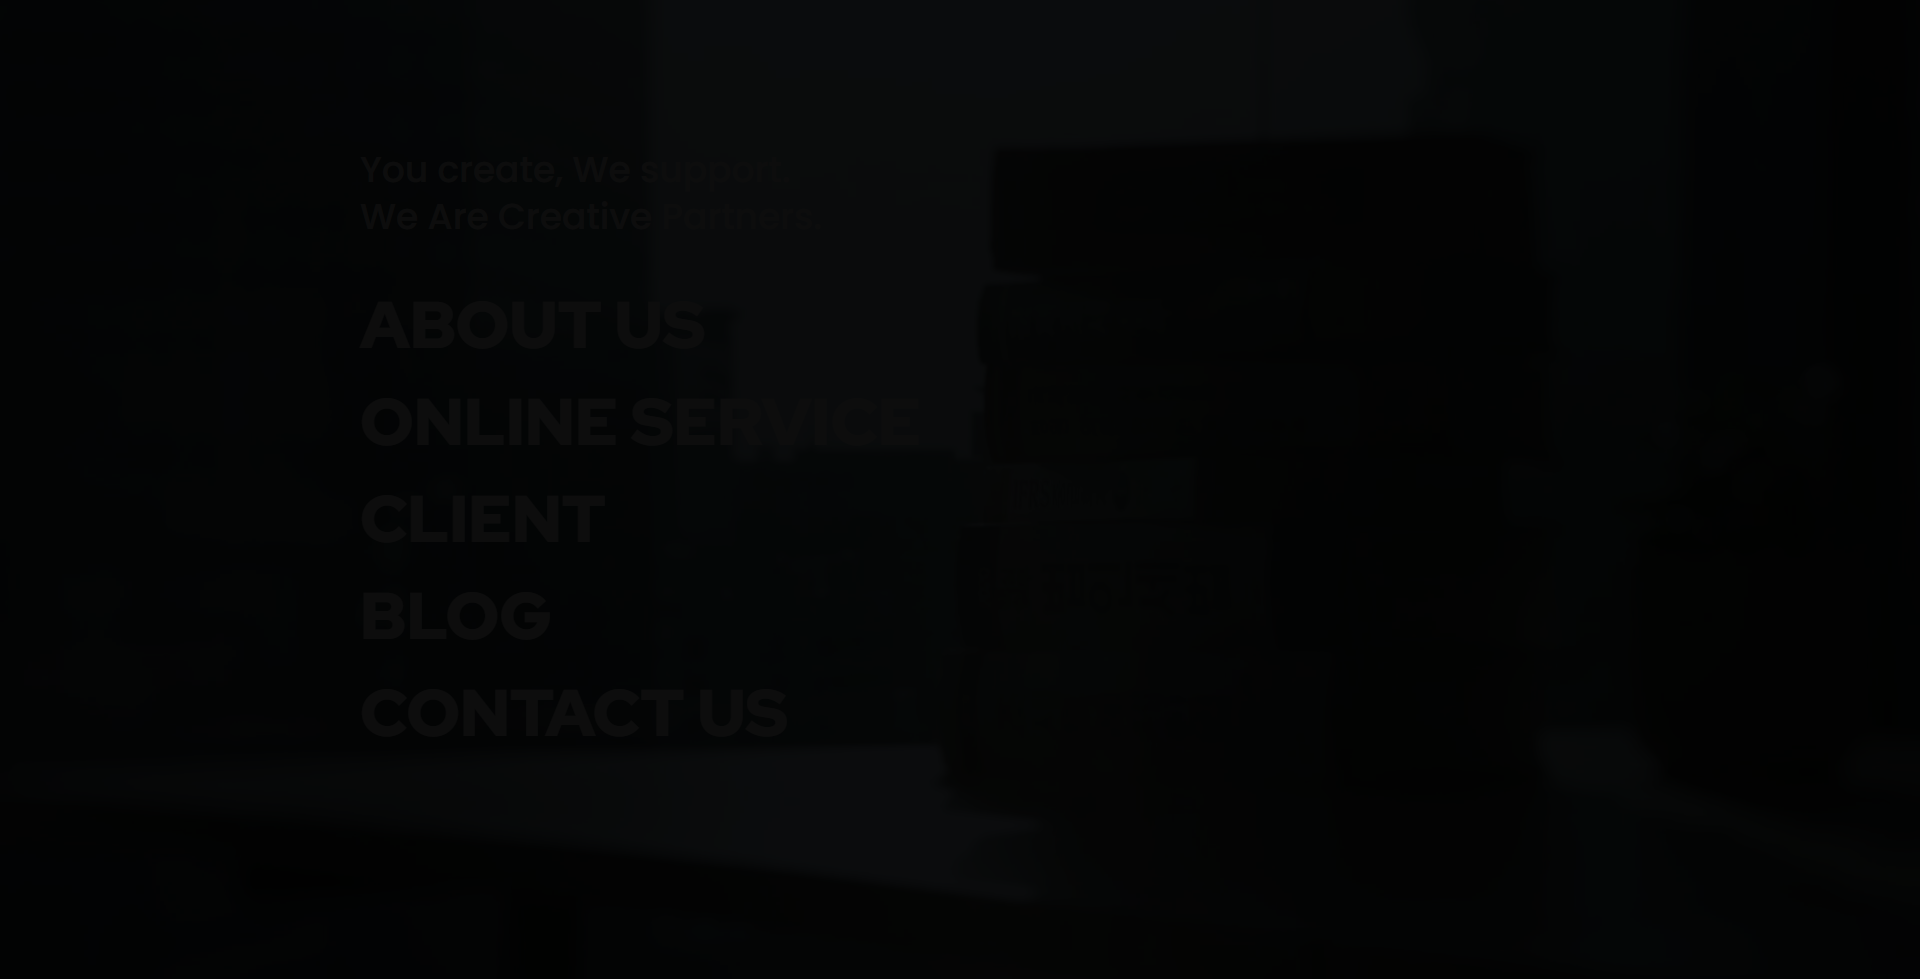 You create, We support.
We Are Creative Partners.
ABOUT US
ONLINE SERVICE
CLIENT
BLOG
CONTACT US